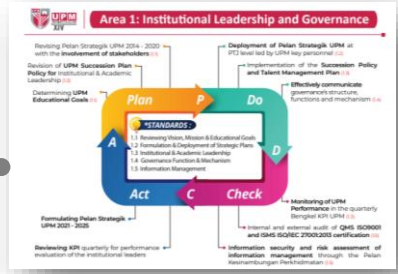 UPM
XIV
Area 1: Institutional Leadership and Governance
Revising Pelan Strategik UPM 2014 - 2020
with the involvement of stakeholders
Revision of UPM Succession Plan
Policy for Institutional & Academic
Leadership
Determining UPM
Educational Goals
Deployment of Pelan Strategik UPM at
PTJ level led by UPM key personnel
Implementation of the Succession Policy
and Talent Management Plan
Effectively communicate
governance structure,
functions and mechanism
Plan
P
Do
D
Check
C
Act
A
*STANDARDS :
1.1 Reviewing Vision, Mission & Educational Goals
1.2 Formulation & Deployment of Strategic Plans
1.3 Institutional & Academic Leadership
1.4 Governance Function & Mechanism
1.5 Information Management
Formulating Pelan Strategik
UPM 2021 - 2025
Reviewing KPI quarterly for performance
evaluation of the institutional leaders
Monitoring of UPM
Performance in the quarterly
Bengkel KPI UPM
Internal and external audit of QMS ISO9001
and ISMS ISO/IEC 27001:2013 certification
Information security and risk assessment of
information management through the Pelan
Kesinambungan Perkhidmatan